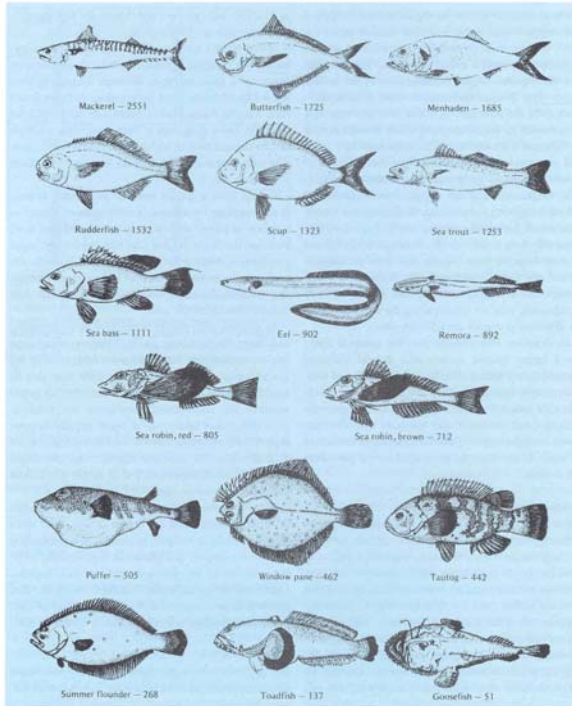 Mackerel — 2551
Butterfish — 1725
Menhaden — 1685
Rudderfish — 1532
Scup — 1323
Sea trout — 1253
Sea bass — 1111
Eel — 902
Remora — 892
Sea robin, red — 805
Sea robin, brown — 712
Puffer — 505
Window pane — 462
Tautog — 442
Summer flounder — 268
Toadfish — 137
Goosefish — 51